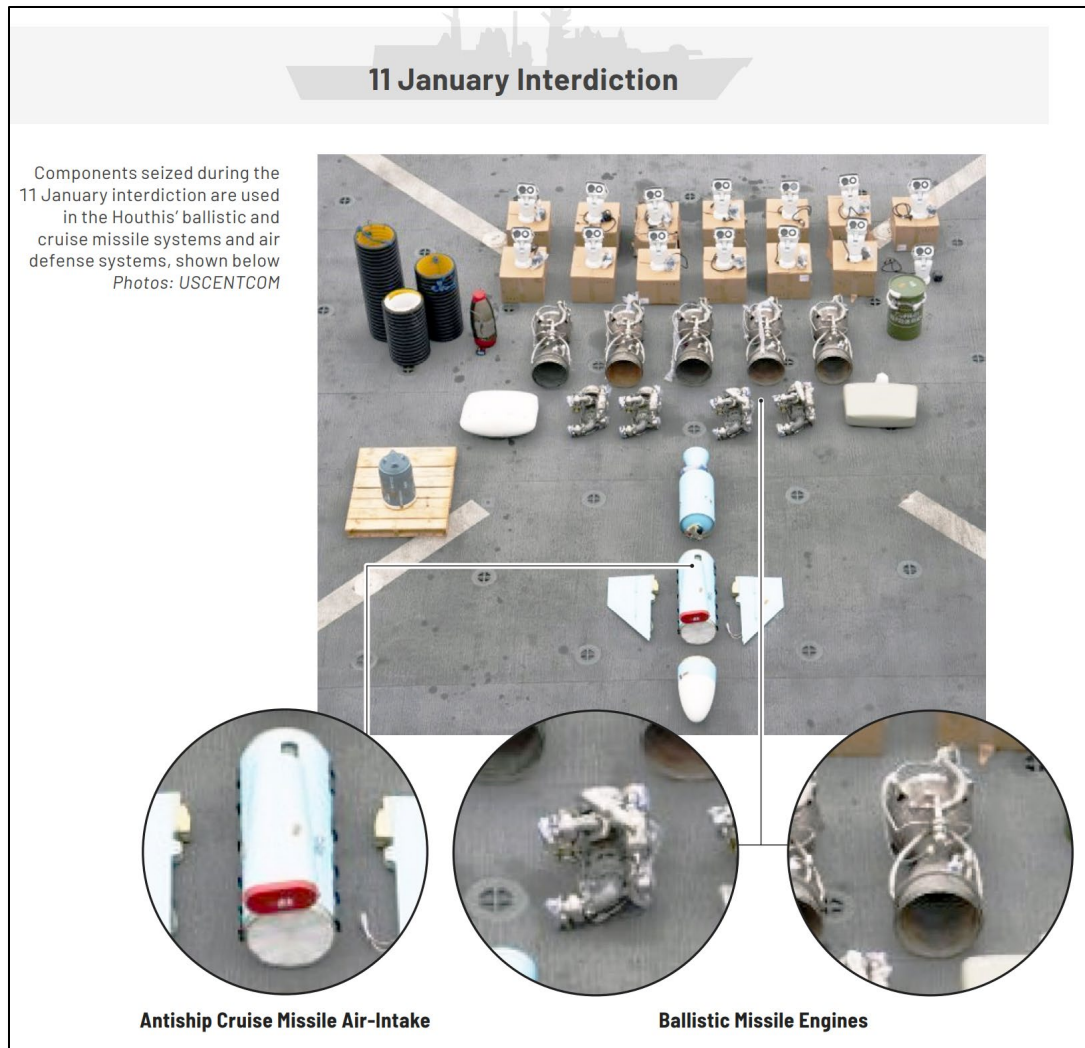 11 January Interdiction
Components seized during the
11 January interdiction are used
in the Houthis' ballistic and
cruise missile systems and air
defense systems, shown below
Photos: USCENTCOM
Antiship Cruise Missile Air-Intake
Ballistic Missile Engines